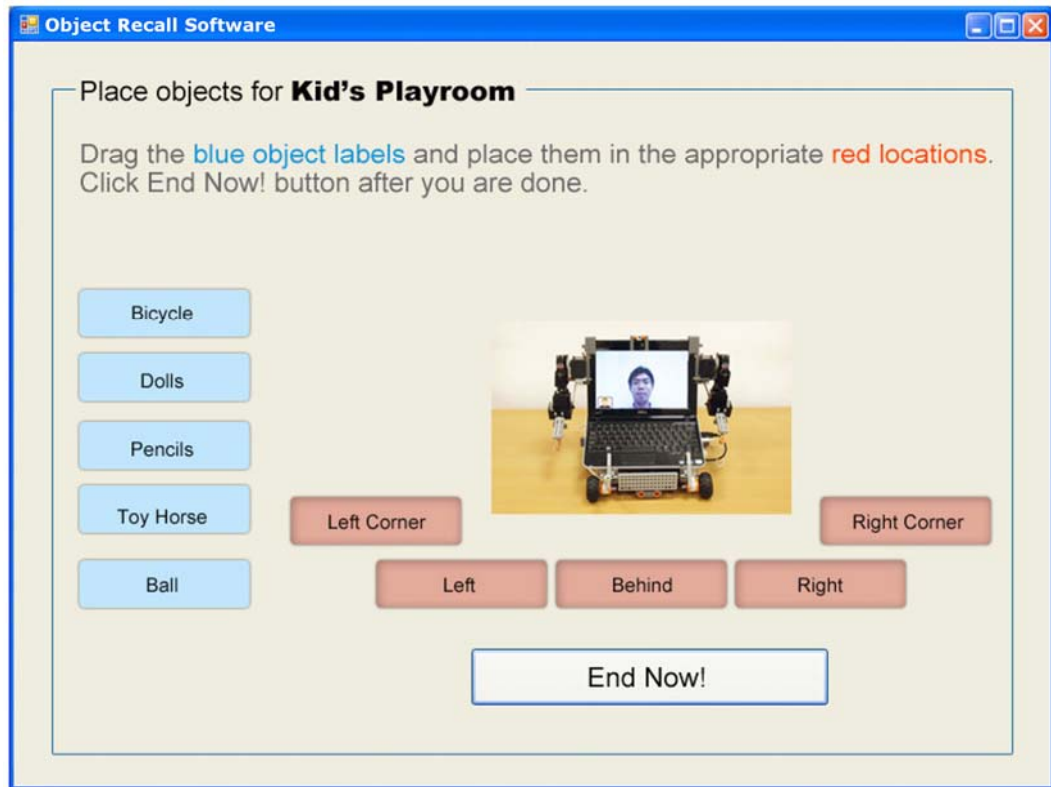 Object Recall Software
Place objects for Kid's Playroom
Drag the blue object labels and place them in the appropriate red locations.
Click End Now! button after you are done.
Bicycle
Dolls
Pencils
Toy Horse
Ball
Left Corner
Right Corner
Left
Behind
Right
End Now!